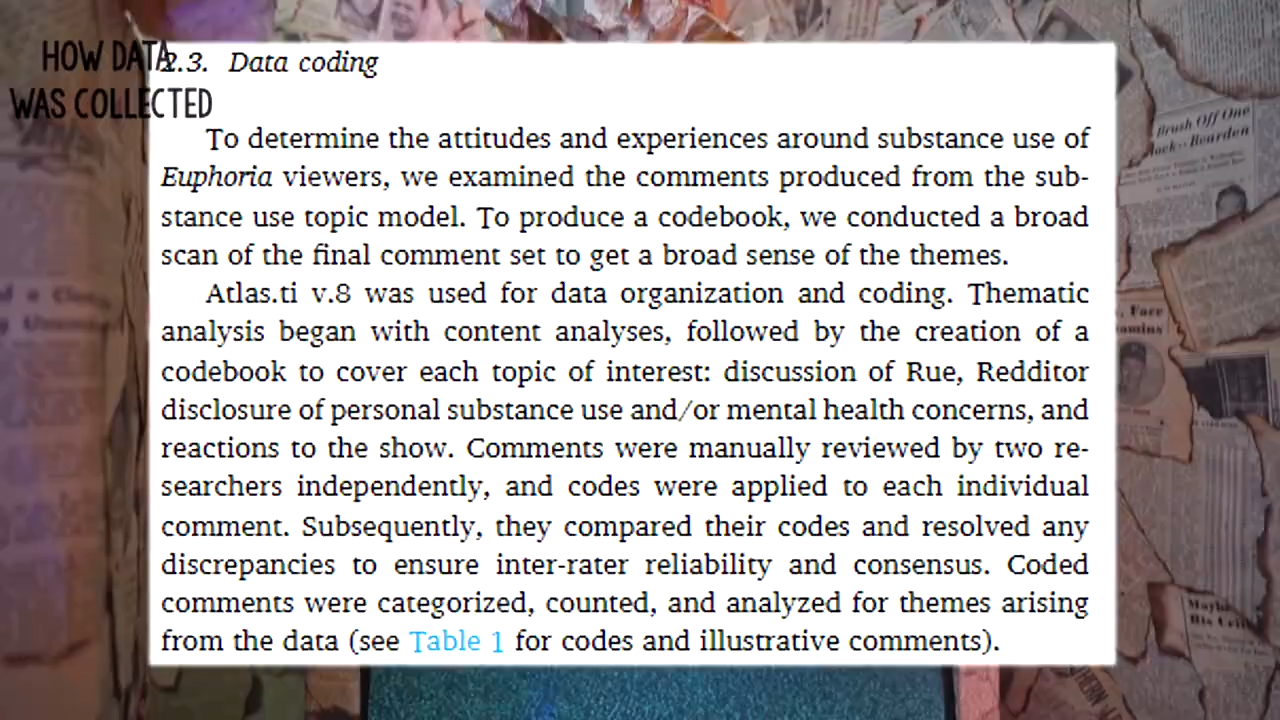 HOW DATA
WAS COLLECTED
2.3. Data coding
To determine the attitudes and experiences around substance use of
Euphoria viewers, we examined the comments produced from the sub-
stance use topic model. To produce a codebook, we conducted a broad
scan of the final comment set to get a broad sense of the themes.
Atlas.ti v.8 was used for data organization and coding. Thematic
analysis began with content analyses, followed by the creation of a
codebook to cover each topic of interest: discussion of Rue, Redditor
disclosure of personal substance use and/or mental health concerns, and
reactions to the show. Comments were manually reviewed by two re-
searchers independently, and codes were applied to each individual
comment. Subsequently, they compared their codes and resolved any
discrepancies to ensure inter-rater reliability and consensus. Coded
comments were categorized, counted, and analyzed for themes arising
from the data (see Table 1 for codes and illustrative comments).
Brush Off One